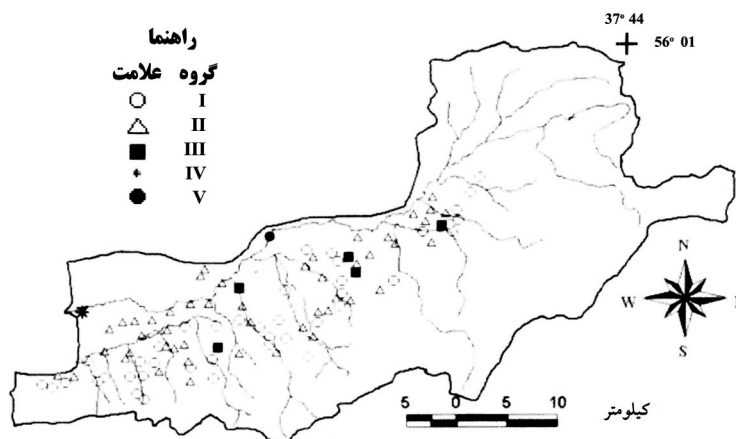 راهنما
گروه علامت
I
II
III
IV
V
37° 44
56° 01
N
W
E
S
5 0 5 10
کیلومتر